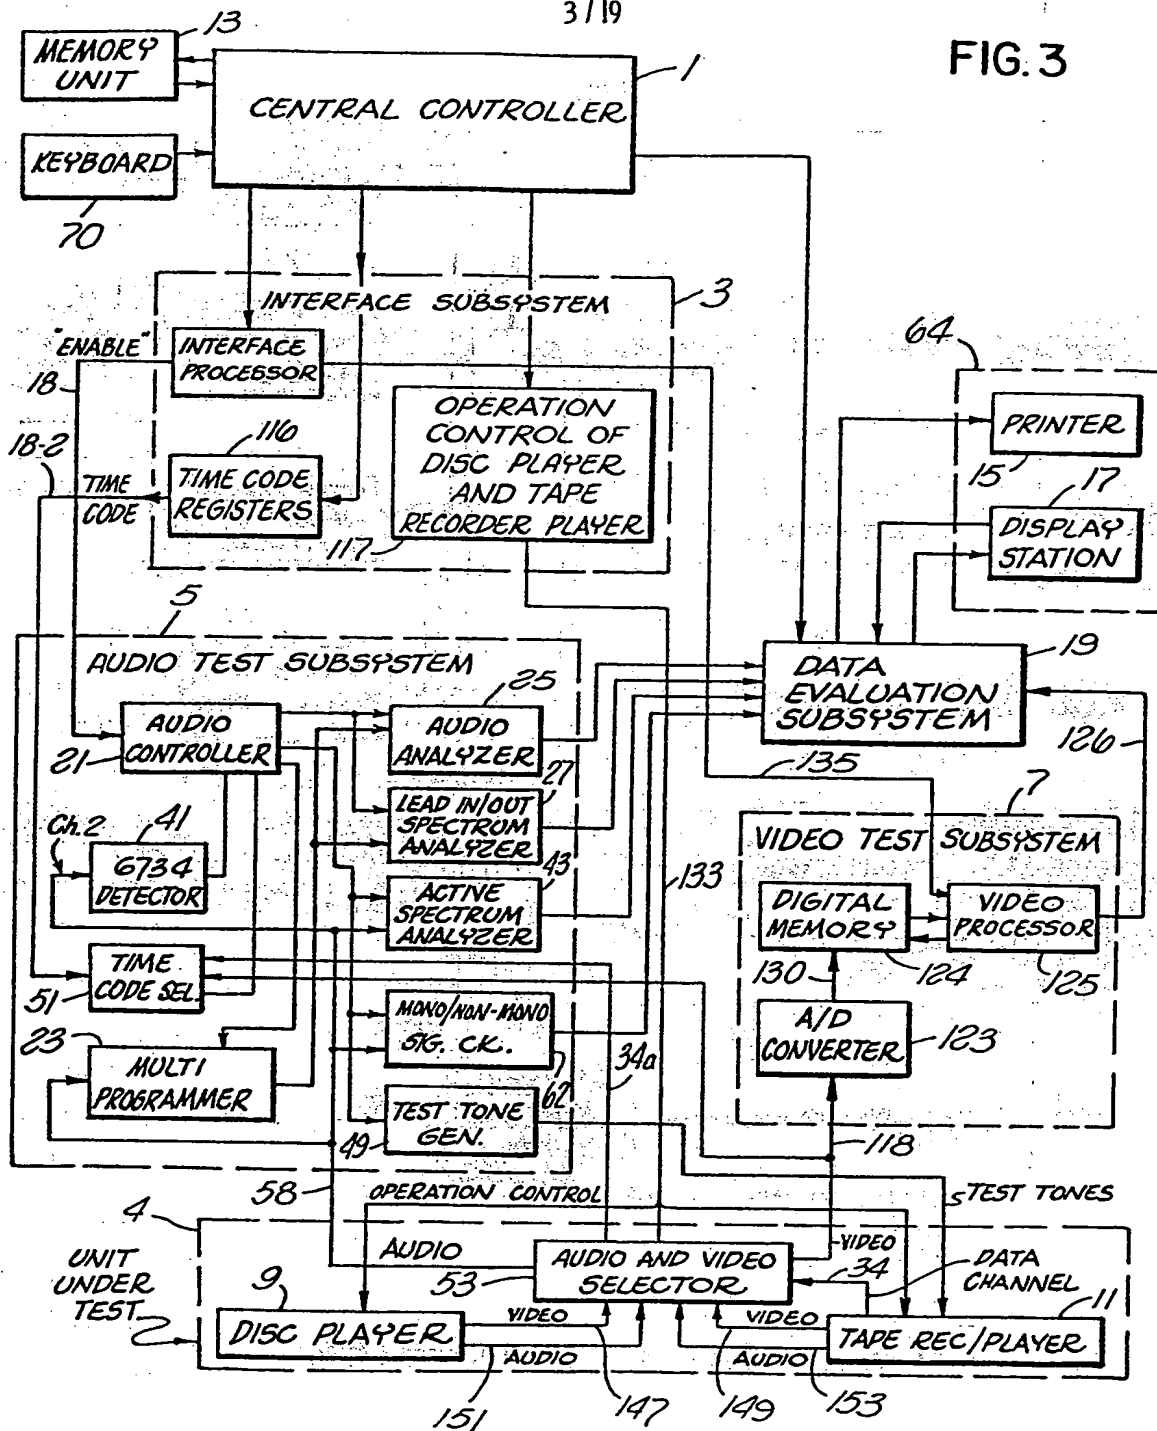 3/19
FIG. 3
13
MEMORY
UNIT
1
CENTRAL CONTROLLER
KEYBOARD
70
INTERFACE SUBSYSTEM
3
"ENABLE"
INTERFACE
PROCESSOR
18
64
OPERATION
CONTROL OF
DISC PLAYER
AND TAPE
RECORDER PLAYER
117
PRINTER
15
18-2
116
TIME
CODE
TIME CODE
REGISTERS
17
DISPLAY
STATION
5
AUDIO TEST SUBSYSTEM
25
19
DATA
EVALUATION
SUBSYSTEM
AUDIO
CONTROLLER
21
AUDIO
ANALYZER
126
135
27
LEAD IN/OUT
SPECTRUM
ANALYZER
7
VIDEO TEST SUBSYSTEM
Ch.2
41
6734
DETECTOR
43
ACTIVE
SPECTRUM
ANALYZER
133
DIGITAL
MEMORY
VIDEO
PROCESSOR
124
125
130
TIME
CODE SEL.
51
MONO/NON-MONO
SIG. CK.
62
34a
A/D
CONVERTER
123
23
MULTI
PROGRAMMER
TEST TONE
GEN.
49
118
58
OPERATION CONTROL
TEST TONES
4
AUDIO
AUDIO AND VIDEO
SELECTOR
53
VIDEO
34
DATA
CHANNEL
UNIT
UNDER
TEST
9
DISC PLAYER
VIDEO
AUDIO
VIDEO
AUDIO
11
TAPE REC/PLAYER
151
147
149
153